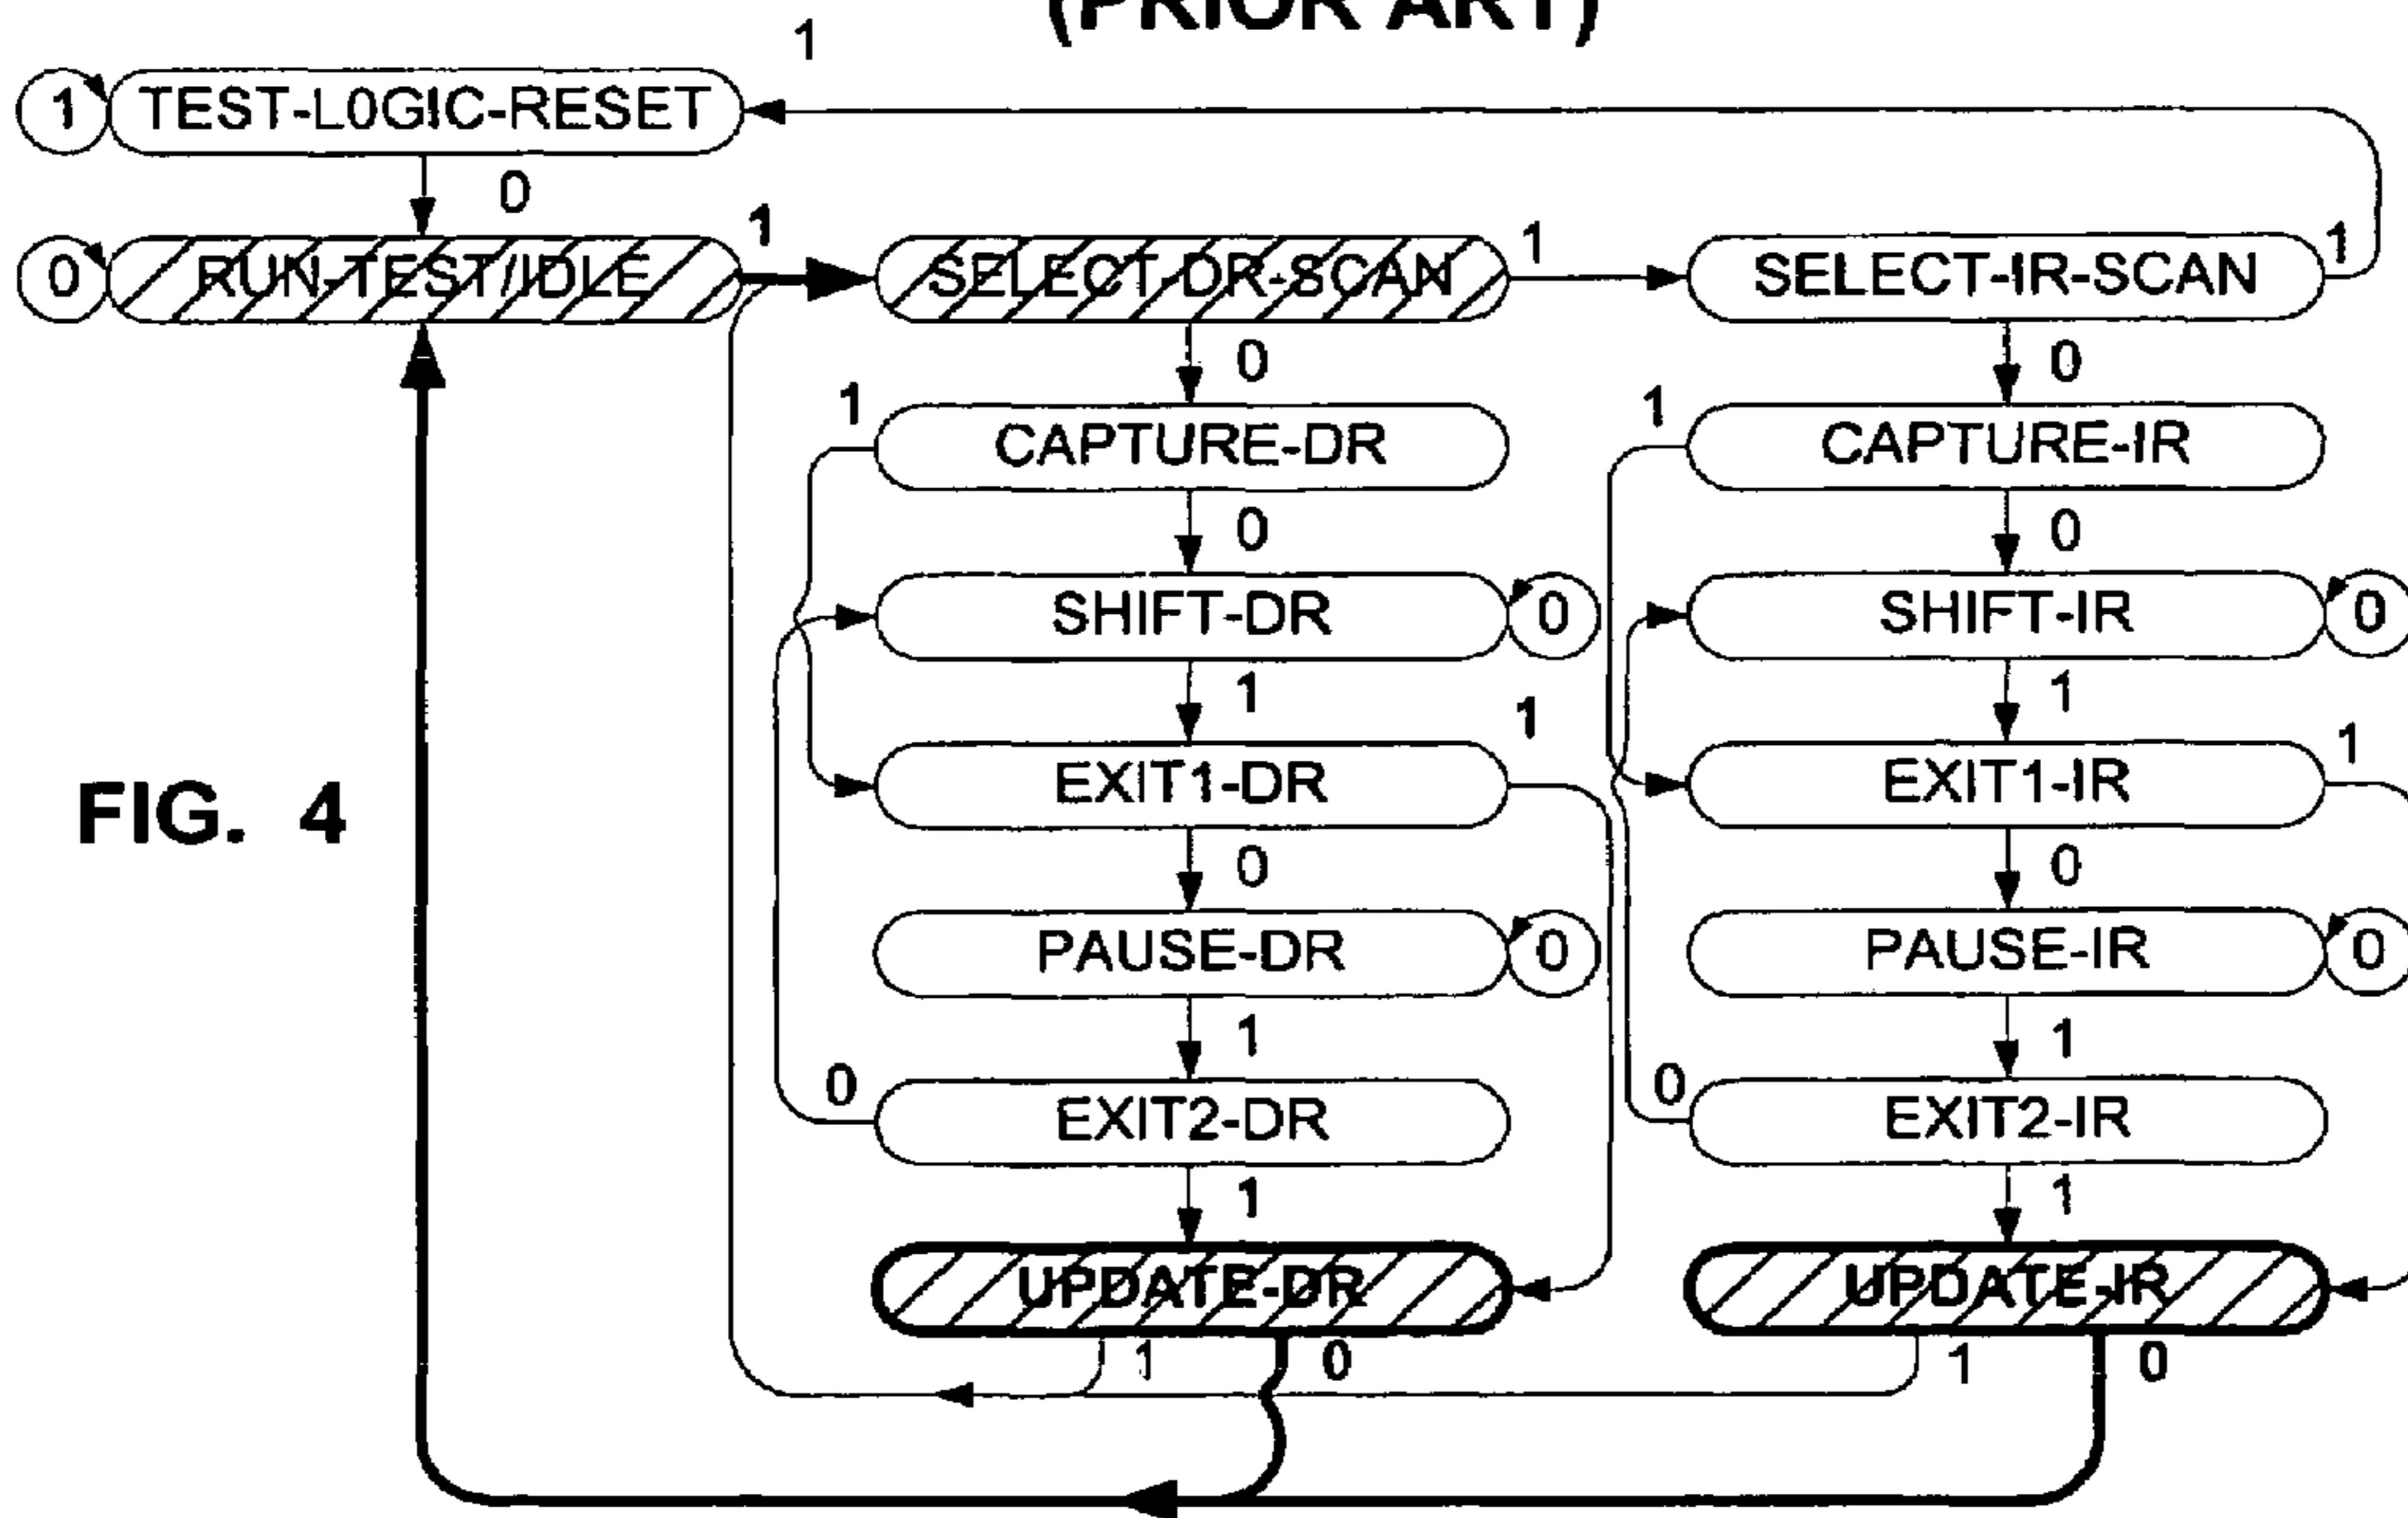 (PRIOR ART)
1
1 TEST-L0GIC-RESET
0
0 RUN-TEST/IDLE 1 SELECT-DR-SCAN 1 SELECT-IR-SCAN 1
0 0
1 CAPTURE-DR 1 CAPTURE-IR
0 0
SHIFT-DR 0 SHIFT-IR 0
1 1
EXIT1-DR 1 EXIT1-IR 1
FIG. 4
0 0
PAUSE-DR 0 PAUSE-IR 0
1 1
0 EXIT2-DR 0 EXIT2-IR
1 1
UPDATE-DR UPDATE-IR
1 0 1 0